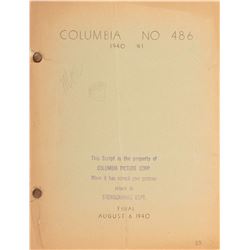 COLUMBIA NO 486
1940 '41
This Script is the property of
COLUMBIA PICTURE CORP.
When it has served your purpose
return to
STENOGRAPHIC DEPT.
FINAL
AUGUST 6 1940